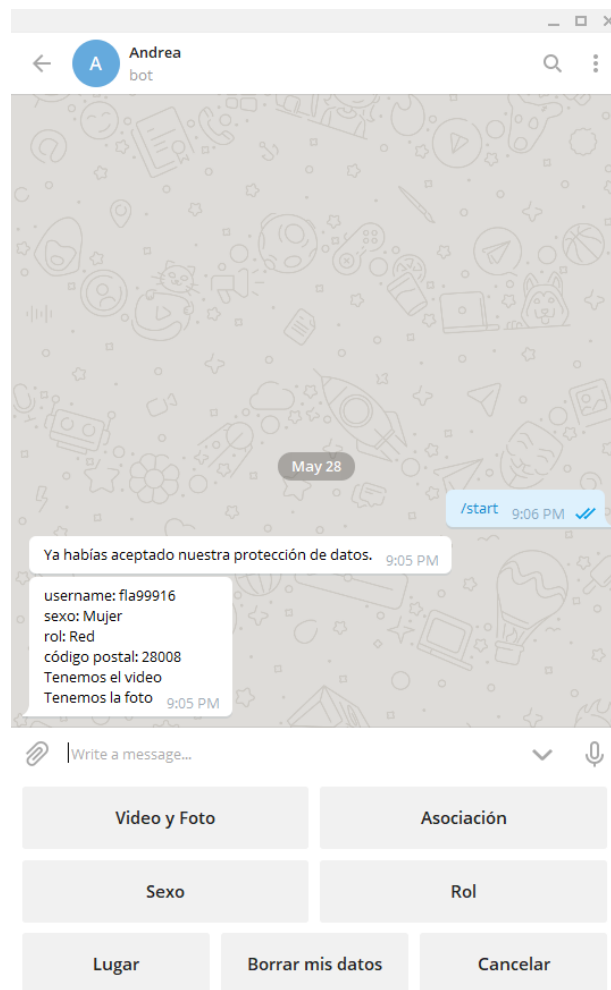 Andrea
A
bot
May 28
/start 9:06 PM
Ya habías aceptado nuestra protección de datos. 9:05 PM
username: fla99916
sexo: Mujer
rol: Red
código postal: 28008
Tenemos el video
Tenemos la foto 9:05 PM
Write a message...
Video y Foto Asociación
Sexo Rol
Lugar Borrar mis datos Cancelar